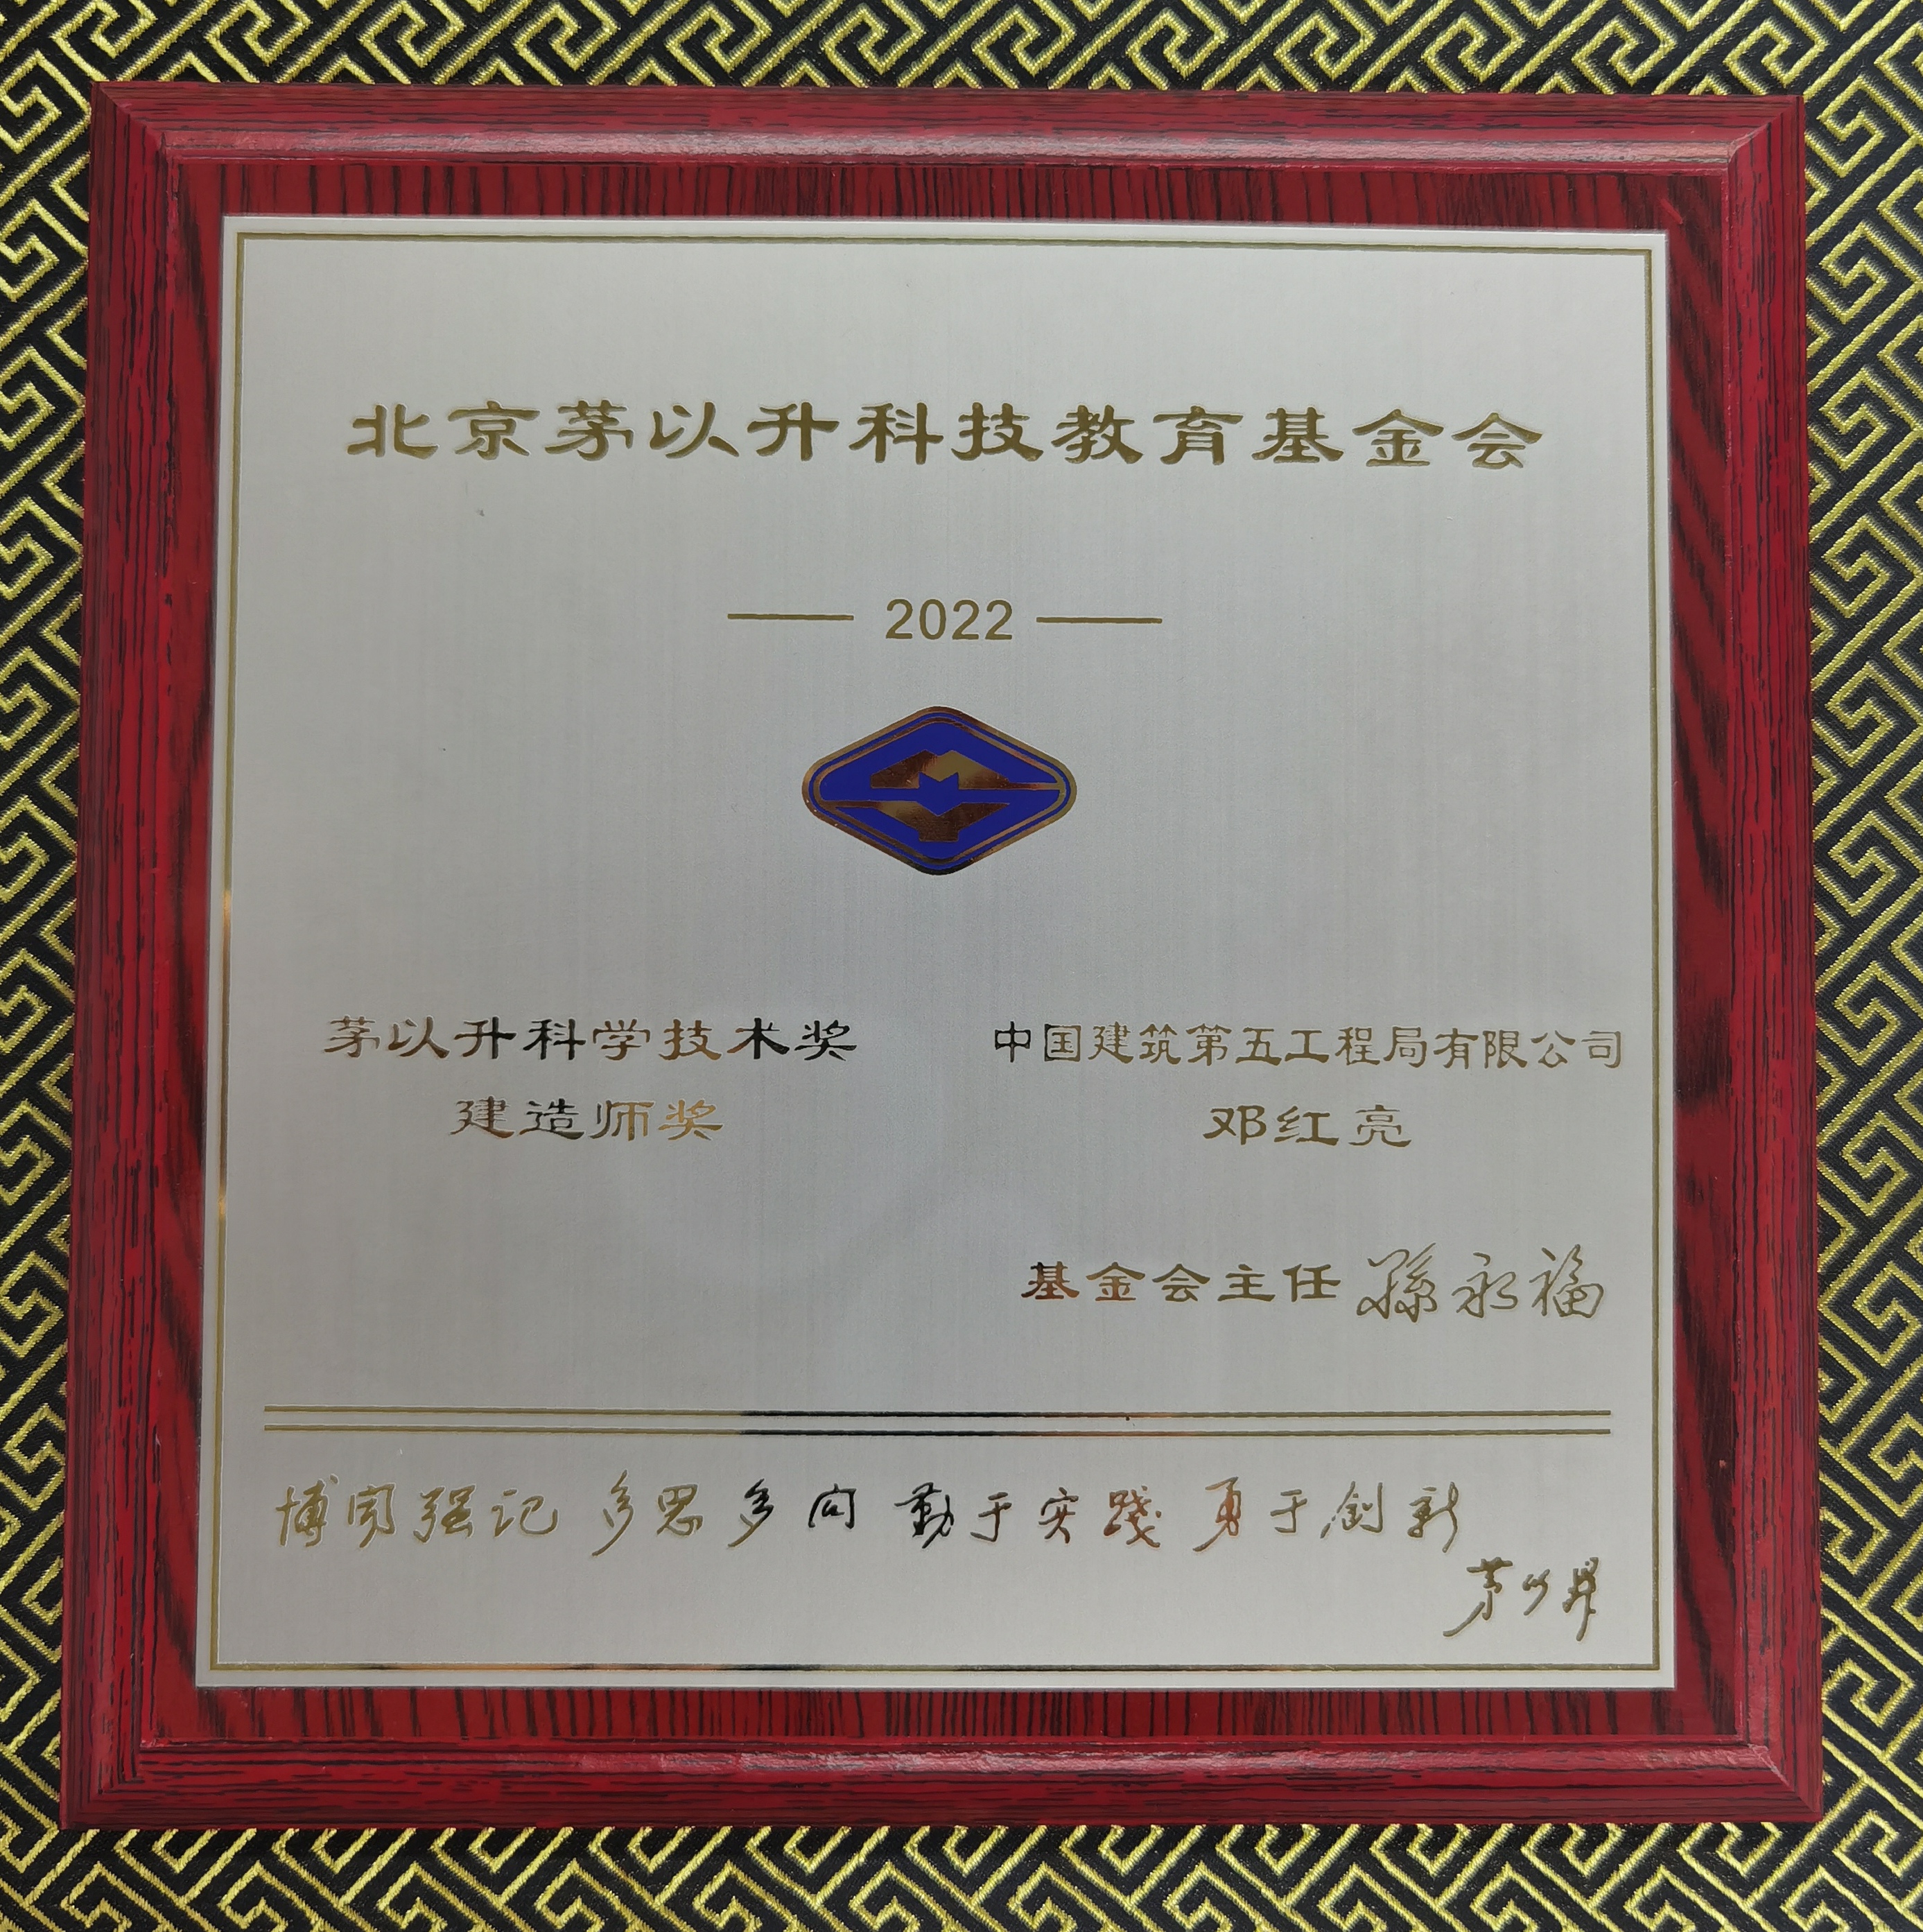 北京茅以升科技教育基金会
2022
茅以升科学技术奖
建造师奖
中国建筑第五工程局有限公司
邓红亮
基金会主任 孫永福
博闻强记 多思多问 勤于实践 勇于创新
茅以昇